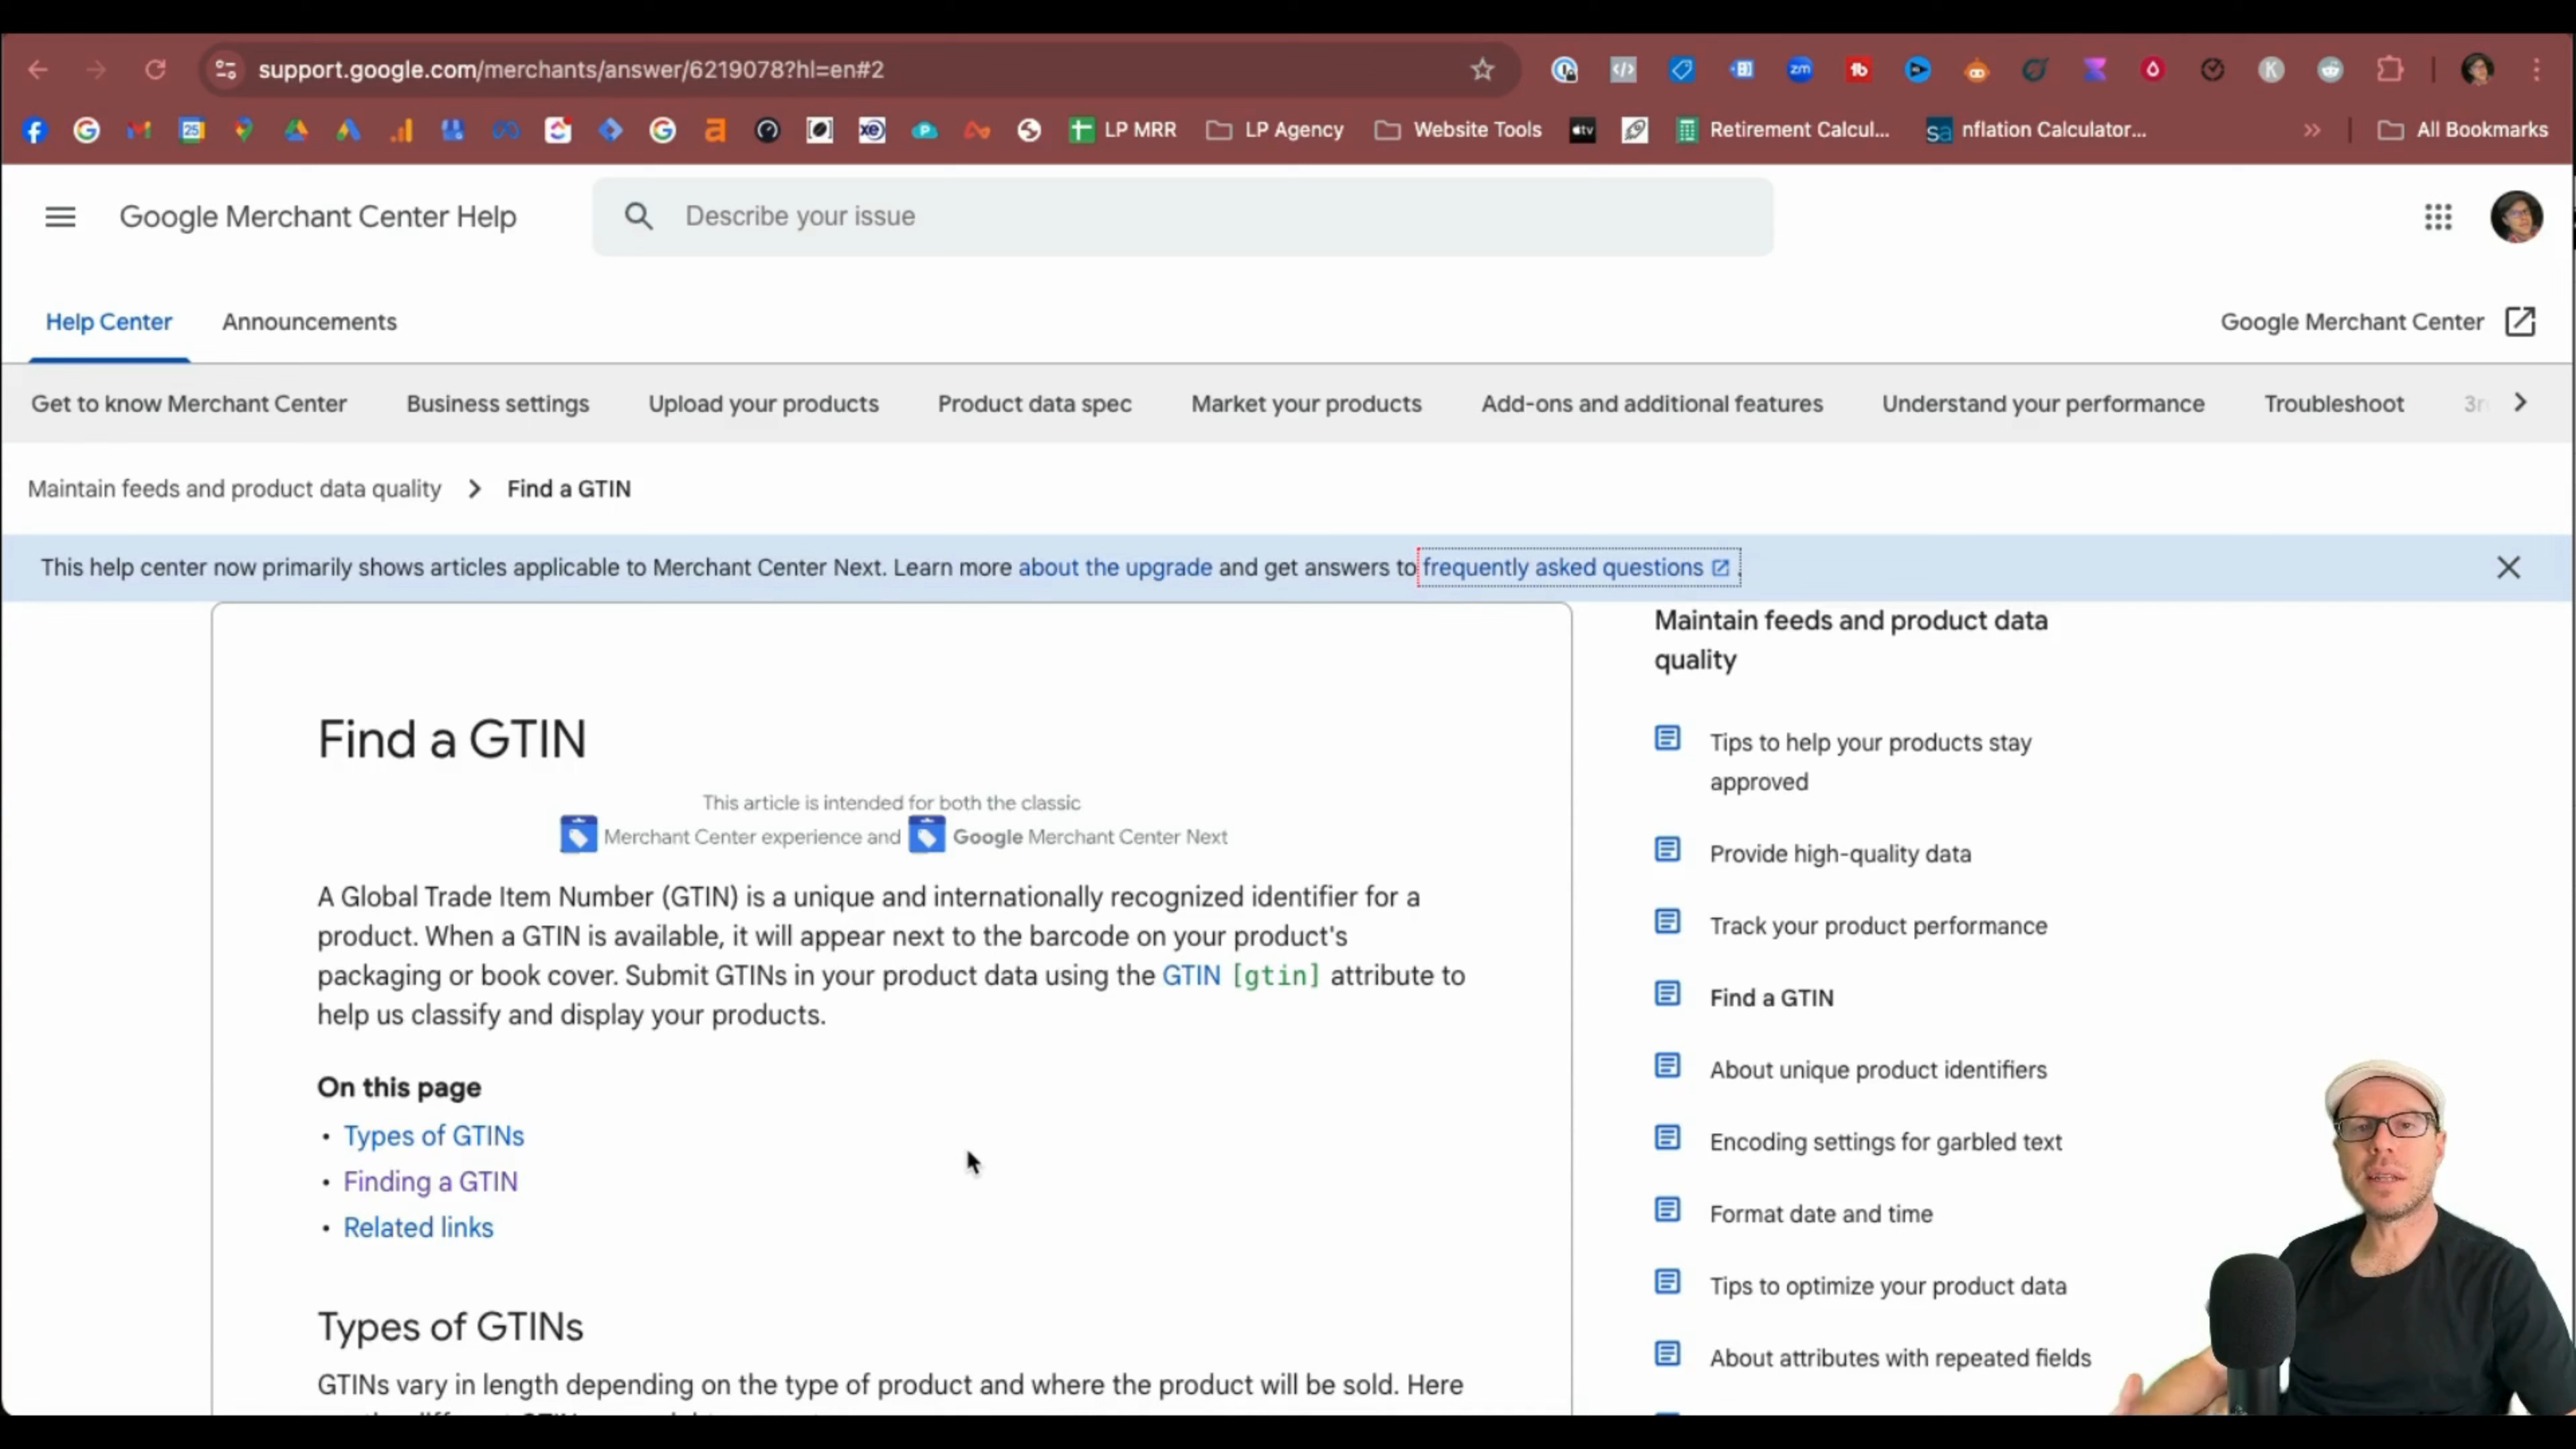 support.google.com/merchants/answer/6219078?hl=en#2
LP MRR
LP Agency
Website Tools
Retirement Calcul...
nflation Calculator...
All Bookmarks
Google Merchant Center Help
Describe your issue
Help Center
Announcements
Google Merchant Center
Get to know Merchant Center
Business settings
Upload your products
Product data spec
Market your products
Add-ons and additional features
Understand your performance
Troubleshoot
Maintain feeds and product data quality
Find a GTIN
This help center now primarily shows articles applicable to Merchant Center Next. Learn more about the upgrade and get answers to frequently asked questions .
Find a GTIN
This article is intended for both the classic
Merchant Center experience and Google Merchant Center Next
A Global Trade Item Number (GTIN) is a unique and internationally recognized identifier for a
product. When a GTIN is available, it will appear next to the barcode on your product's
packaging or book cover. Submit GTINs in your product data using the GTIN [gtin] attribute to
help us classify and display your products.
On this page
• Types of GTINs
• Finding a GTIN
• Related links
Types of GTINs
GTINs vary in length depending on the type of product and where the product will be sold. Here
Maintain feeds and product data
quality
Tips to help your products stay
approved
Provide high-quality data
Track your product performance
Find a GTIN
About unique product identifiers
Encoding settings for garbled text
Format date and time
Tips to optimize your product data
About attributes with repeated fields